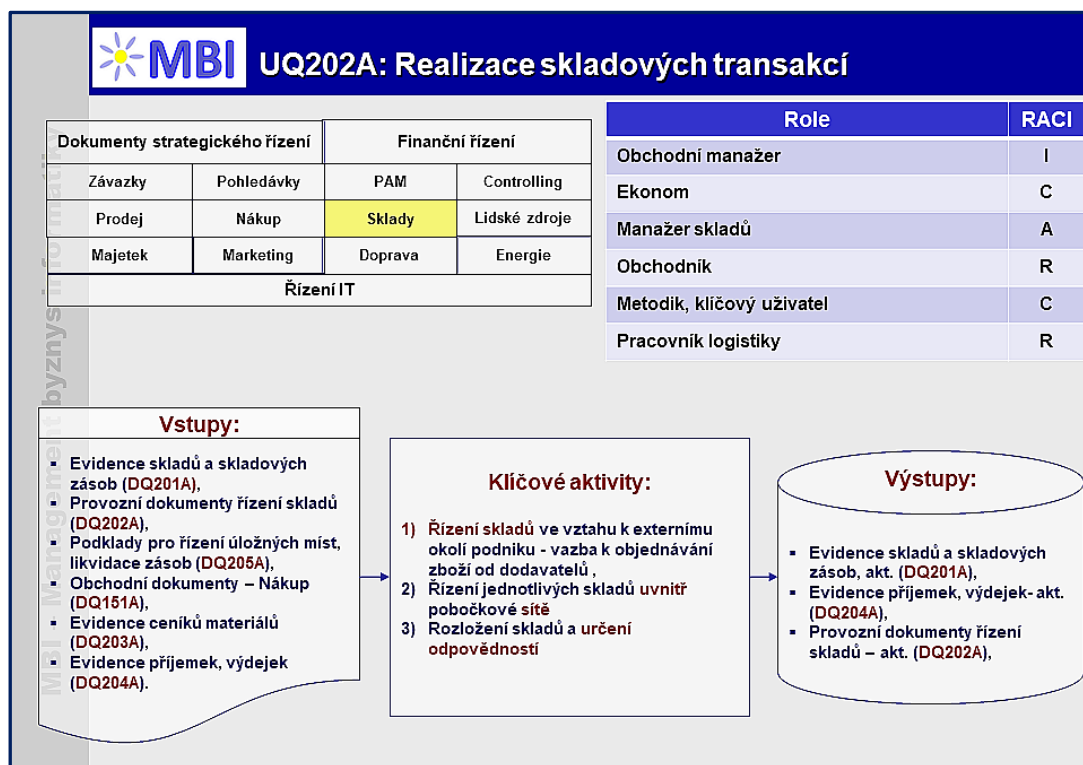 MBI
UQ202A: Realizace skladových transakcí
Dokumenty strategického řízení
Finanční řízení
Závazky
Pohledávky
PAM
Controlling
Prodej
Nákup
Sklady
Lidské zdroje
Majetek
Marketing
Doprava
Energie
Řízení IT
Role RACI
Obchodní manažer I
Ekonom C
Manažer skladů A
Obchodník R
Metodik, klíčový uživatel C
Pracovník logistiky R
MBI - Management byznys informatiky
Vstupy:
▪ Evidence skladů a skladových
zásob (DQ201A),
▪ Provozní dokumenty řízení skladů
(DQ202A),
▪ Podklady pro řízení úložných míst,
likvidace zásob (DQ205A),
▪ Obchodní dokumenty – Nákup
(DQ151A),
▪ Evidence ceníků materiálů
(DQ203A),
▪ Evidence příjemek, výdejek
(DQ204A).
Klíčové aktivity:
1) Řízení skladů ve vztahu k externímu
okolí podniku - vazba k objednávání
zboží od dodavatelů ,
2) Řízení jednotlivých skladů uvnitř
pobočkové sítě
3) Rozložení skladů a určení
odpovědností
Výstupy:
▪ Evidence skladů a skladových
zásob, akt. (DQ201A),
▪ Evidence příjemek, výdejek- akt.
(DQ204A),
▪ Provozní dokumenty řízení
skladů – akt. (DQ202A),